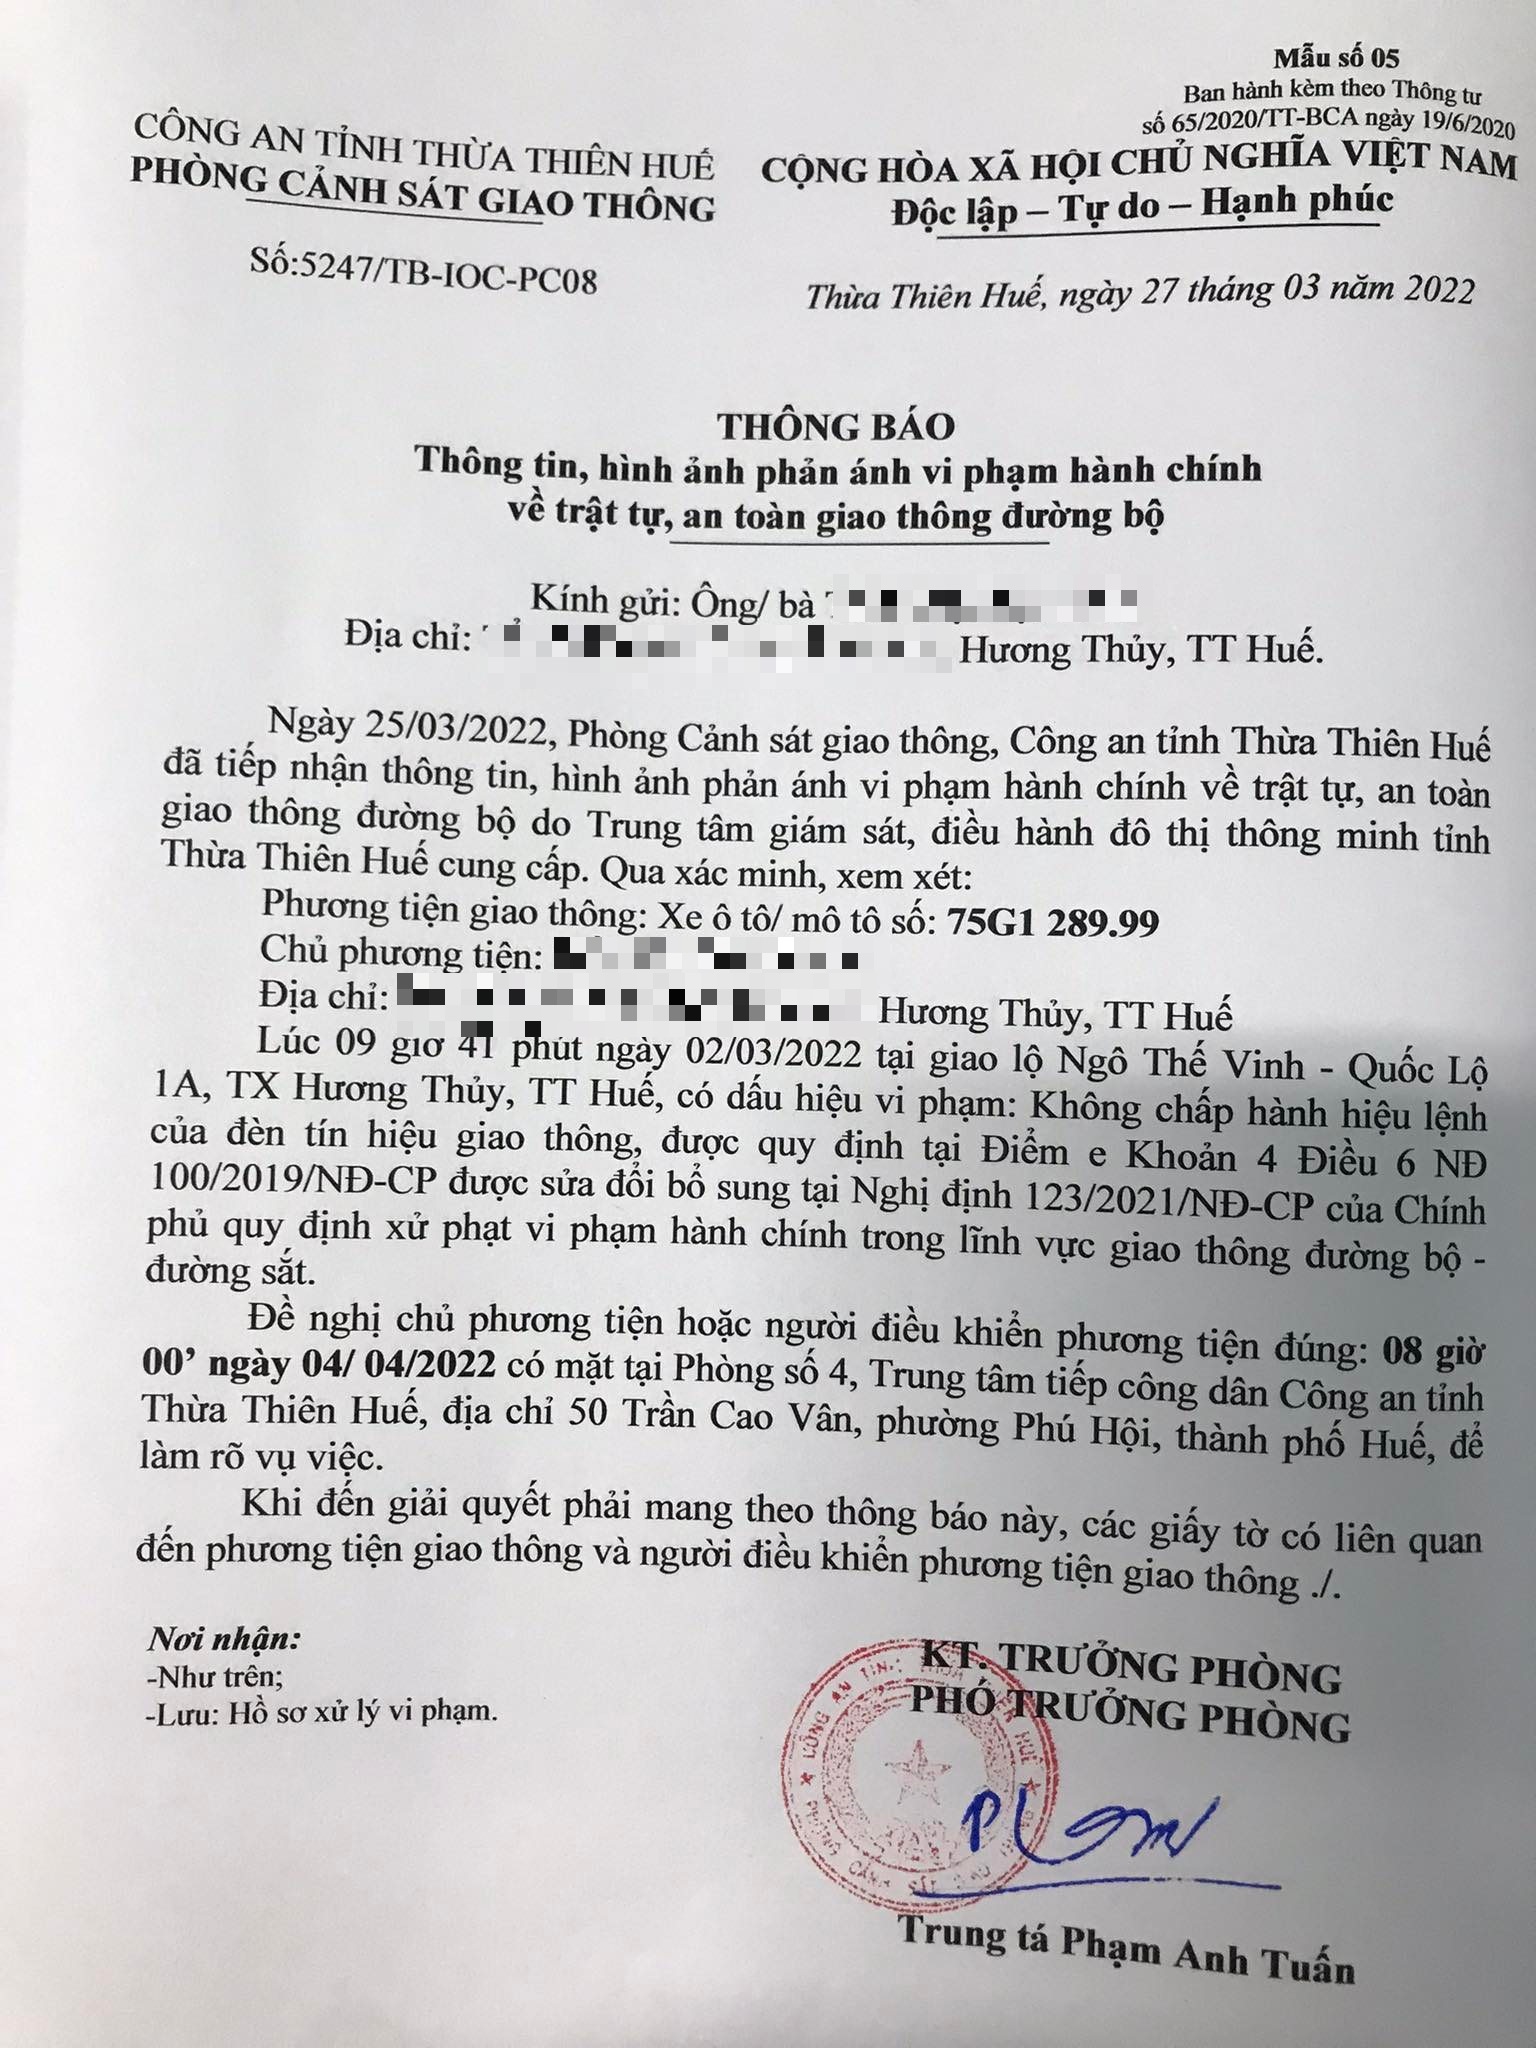 Mẫu số 05
Ban hành kèm theo Thông tư
số 65/2020/TT-BCA ngày 19/6/2020
CÔNG AN TỈNH THỪA THIÊN HUẾ
PHÒNG CẢNH SÁT GIAO THÔNG
CỘNG HÒA XÃ HỘI CHỦ NGHĨA VIỆT NAM
Độc lập – Tự do – Hạnh phúc
Số:5247/TB-IOC-PC08
Thừa Thiên Huế, ngày 27 tháng 03 năm 2022
THÔNG BÁO
Thông tin, hình ảnh phản ánh vi phạm hành chính
về trật tự, an toàn giao thông đường bộ
Kính gửi: Ông/ bà
Địa chỉ: Hương Thủy, TT Huế.
Ngày 25/03/2022, Phòng Cảnh sát giao thông, Công an tỉnh Thừa Thiên Huế
đã tiếp nhận thông tin, hình ảnh phản ánh vi phạm hành chính về trật tự, an toàn
giao thông đường bộ do Trung tâm giám sát, điều hành đô thị thông minh tỉnh
Thừa Thiên Huế cung cấp. Qua xác minh, xem xét:
Phương tiện giao thông: Xe ô tô/ mô tô số: 75G1 289.99
Chủ phương tiện:
Địa chỉ: Hương Thủy, TT Huế
Lúc 09 giờ 41 phút ngày 02/03/2022 tại giao lộ Ngô Thế Vinh - Quốc Lộ
1A, TX Hương Thủy, TT Huế, có dấu hiệu vi phạm: Không chấp hành hiệu lệnh
của đèn tín hiệu giao thông, được quy định tại Điểm e Khoản 4 Điều 6 NĐ
100/2019/NĐ-CP được sửa đổi bổ sung tại Nghị định 123/2021/NĐ-CP của Chính
phủ quy định xử phạt vi phạm hành chính trong lĩnh vực giao thông đường bộ -
đường sắt.
Đề nghị chủ phương tiện hoặc người điều khiển phương tiện đúng: 08 giờ
00’ ngày 04/ 04/2022 có mặt tại Phòng số 4, Trung tâm tiếp công dân Công an tỉnh
Thừa Thiên Huế, địa chỉ 50 Trần Cao Vân, phường Phú Hội, thành phố Huế, để
làm rõ vụ việc.
Khi đến giải quyết phải mang theo thông báo này, các giấy tờ có liên quan
đến phương tiện giao thông và người điều khiển phương tiện giao thông ./.
Nơi nhận:
-Như trên;
-Lưu: Hồ sơ xử lý vi phạm.
KT. TRƯỞNG PHÒNG
PHÓ TRƯỞNG PHÒNG
Trung tá Phạm Anh Tuấn